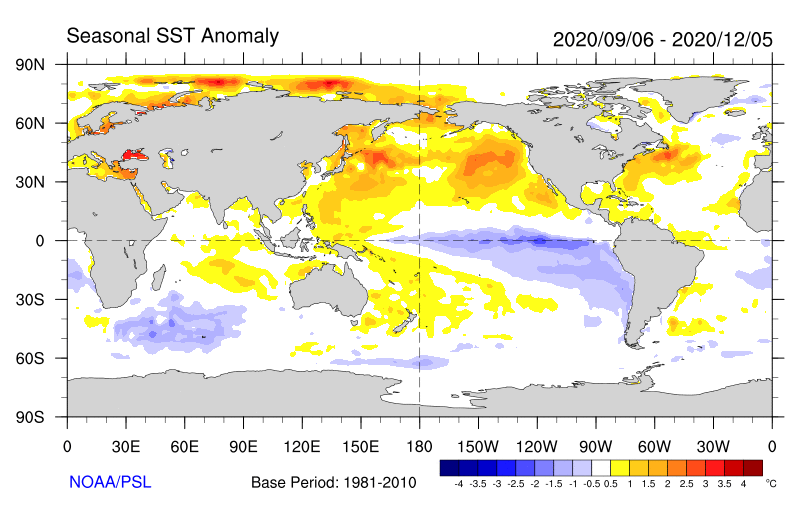 Seasonal SST Anomaly
2020/09/06 - 2020/12/05
90N
60N
30N
0
30S
60S
90S
0 30E 60E 90E 120E 150E 180 150W 120W 90W 60W 30W 0
NOAA/PSL
Base Period: 1981-2010
-4 -3.5 -3 -2.5 -2 -1.5 -1 -0.5 0.5 1 1.5 2 2.5 3 3.5 4 °C